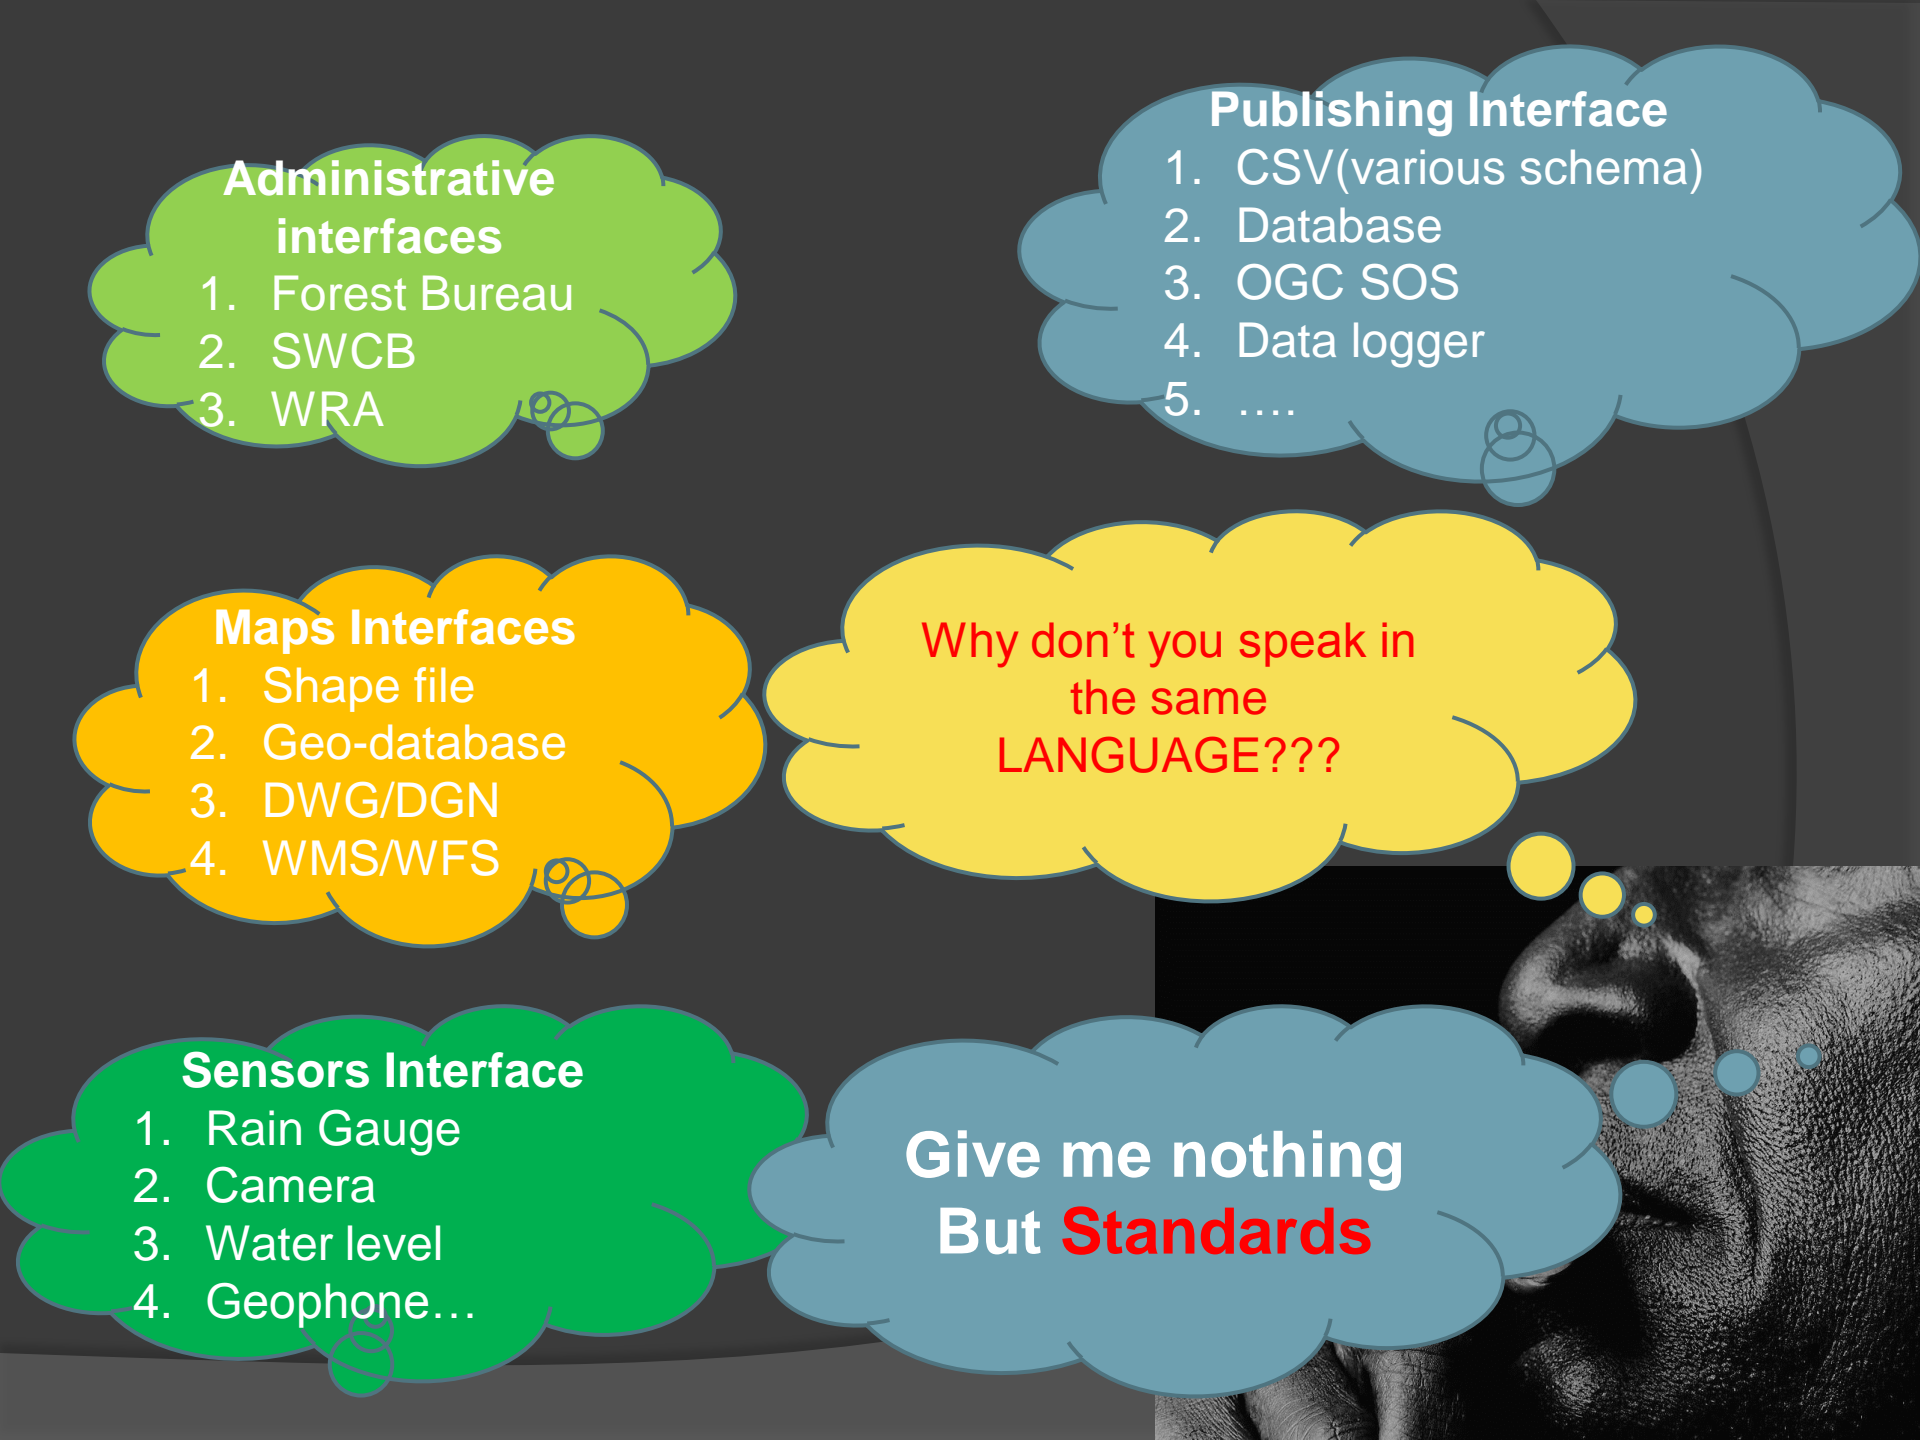 Administrative
interfaces
1. Forest Bureau
2. SWCB
3. WRA
Publishing Interface
1. CSV(various schema)
2. Database
3. OGC SOS
4. Data logger
5. ….
Maps Interfaces
1. Shape file
2. Geo-database
3. DWG/DGN
4. WMS/WFS
Why don’t you speak in
the same
LANGUAGE???
Sensors Interface
1. Rain Gauge
2. Camera
3. Water level
4. Geophone…
Give me nothing
But Standards